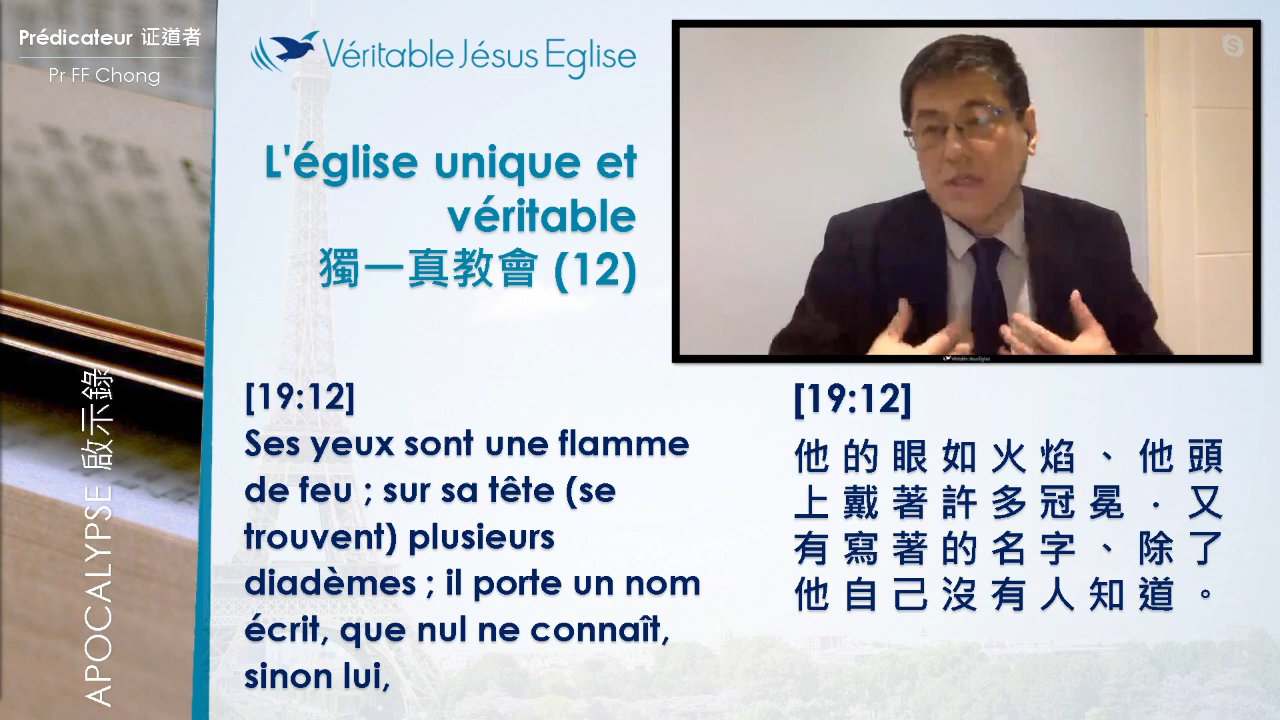 Prédicateur 证道者
Pr FF Chong
Véritable Jésus Eglise
L'église unique et
véritable
獨一真教會 (12)
[19:12]
Ses yeux sont une flamme
de feu ; sur sa tête (se
trouvent) plusieurs
diadèmes ; il porte un nom
écrit, que nul ne connaît,
sinon lui,
[19:12]
他的眼如火焰、他頭
上戴著許多冠冕．又
有寫著的名字、除了
他自己沒有人知道。
APOCALYPSE 啟示錄
Véritable Jésus Eglise